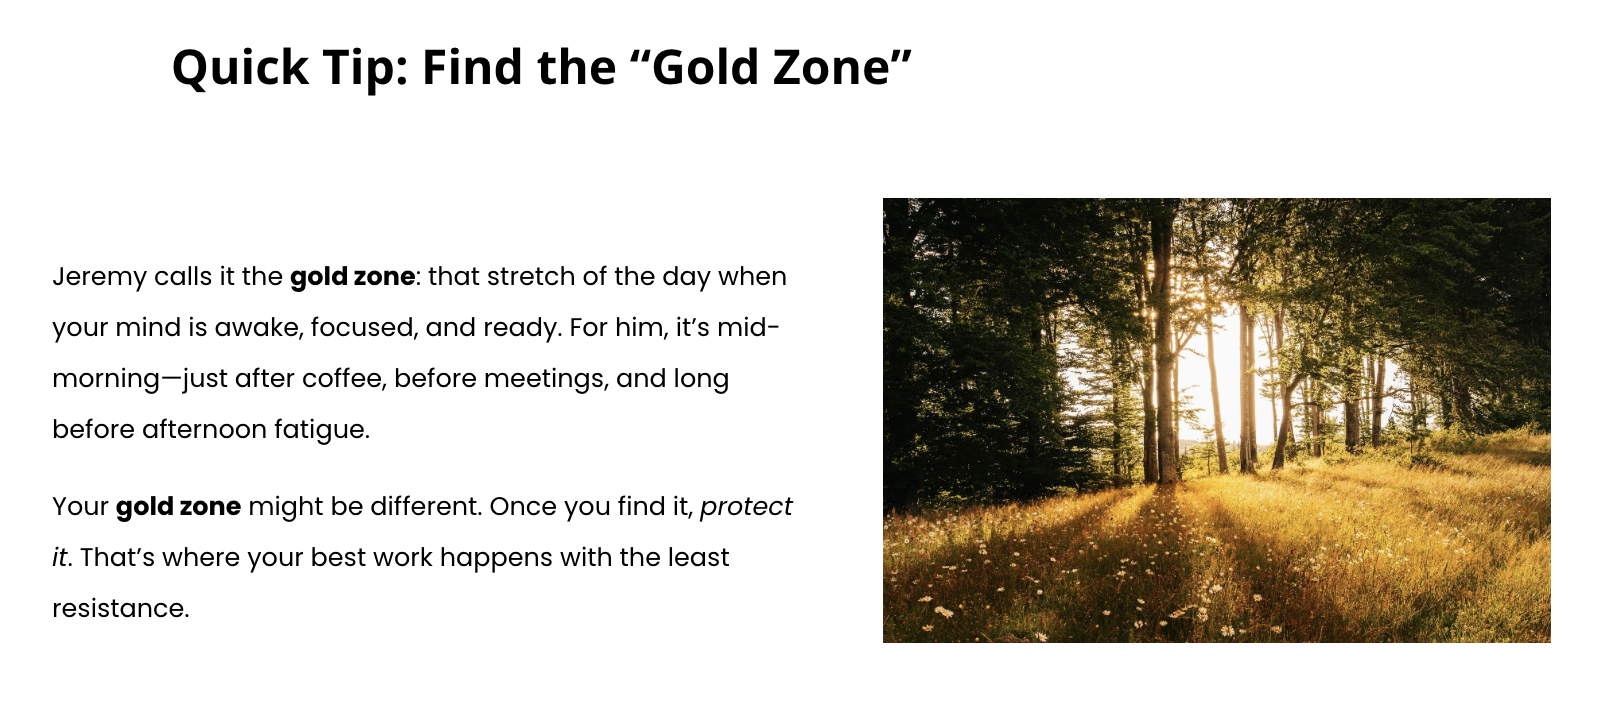 Quick Tip: Find the “Gold Zone”
Jeremy calls it the gold zone: that stretch of the day when
your mind is awake, focused, and ready. For him, it’s mid-
morning—just after coffee, before meetings, and long
before afternoon fatigue.
Your gold zone might be different. Once you find it, protect
it. That’s where your best work happens with the least
resistance.